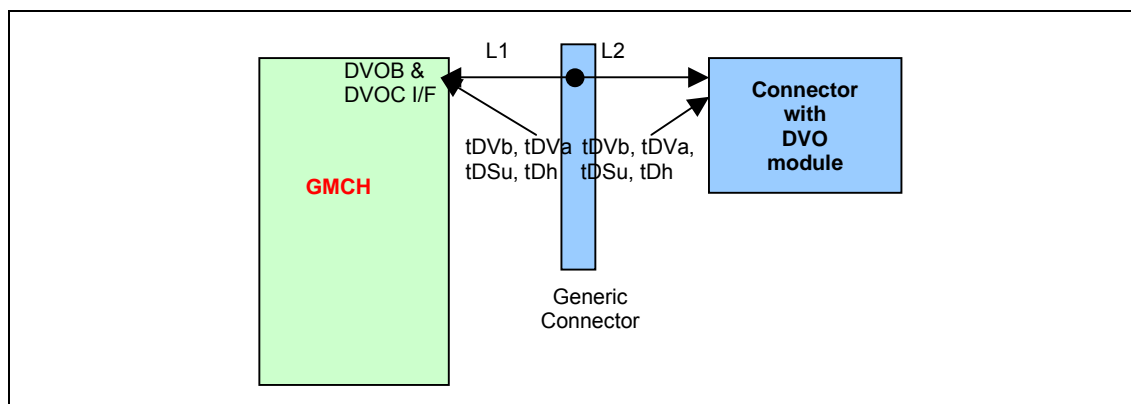 L1
L2
DVOB &
DVOC I/F
Connector
with
DVO
module
tDVb, tDVa
tDSu, tDh
tDVb, tDVa,
tDSu, tDh
GMCH
Generic
Connector